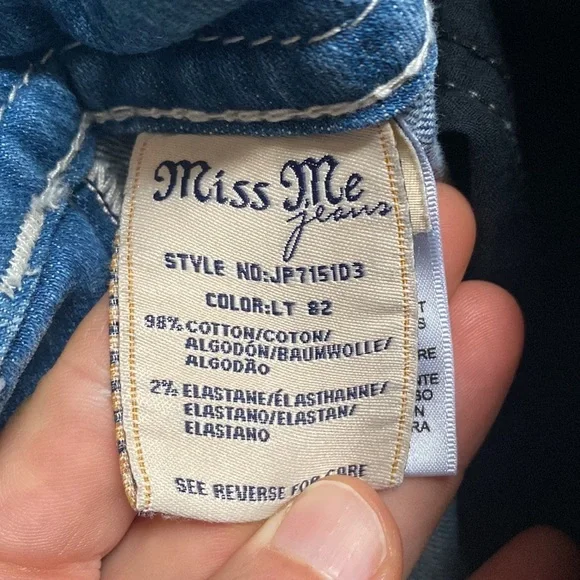 Miss Me
jeans
STYLE NO:JP7151D3
COLOR:LT 82
98% COTTON/COTON/
ALGODÓN/BAUMWOLLE/
ALGODÃO
2% ELASTANE/ÉLASTHANNE/
ELASTANO/ELASTAN/
ELASTANO
SEE REVERSE FOR CARE